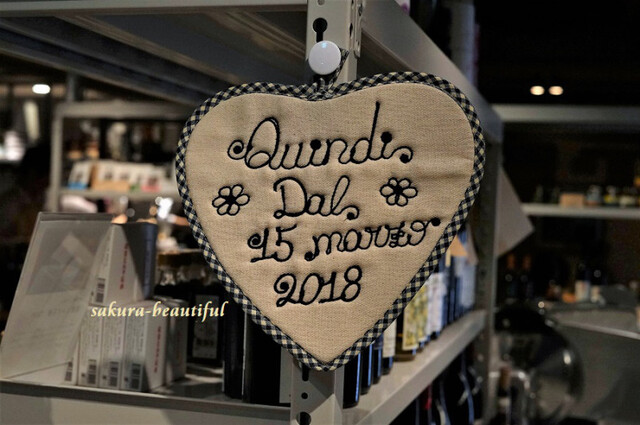 Quindi
Dal
15 marzo
2018
sakura-beautiful